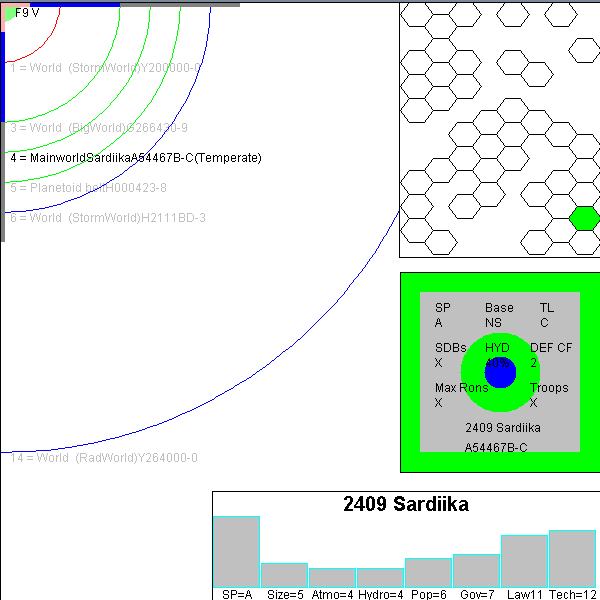 F9 V
1 = World  (StormWorld)Y200000-0
3 = World  (BigWorld)G266430-9
4 = MainworldSardiikaA54467B-C(Temperate)
5 = Planetoid beltH000423-8
6 = World  (StormWorld)H2111BD-3
14 = World  (RadWorld)Y264000-0
SP Base TL
A NS C
SDBs HYD DEF CF
X 40% 2
Max Rons Troops
X X
2409 Sardiika
A54467B-C
2409 Sardiika
SP=A Size=5 Atmo=4 Hydro=4 Pop=6 Gov=7 Law11 Tech=12